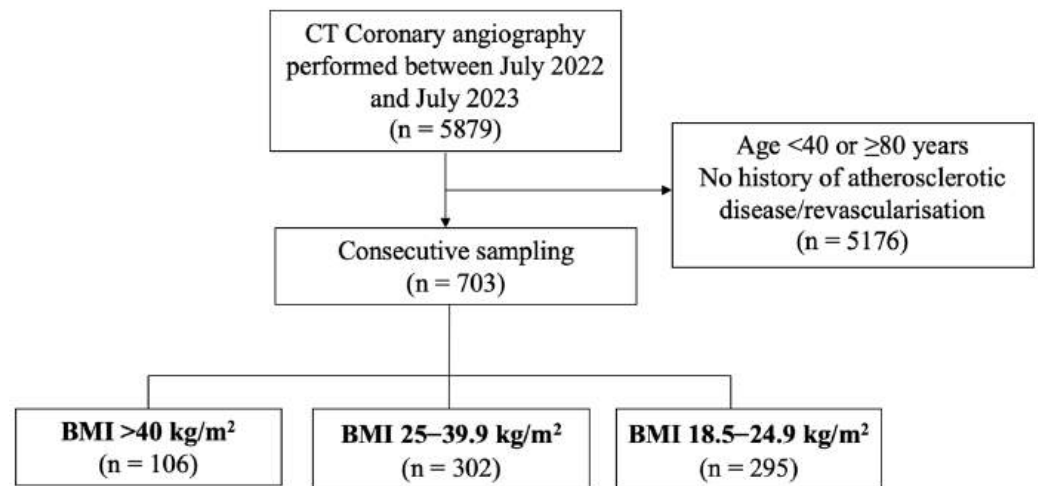 CT Coronary angiography
performed between July 2022
and July 2023
(n = 5879)
Age <40 or ≥80 years
No history of atherosclerotic
disease/revascularisation
(n = 5176)
Consecutive sampling
(n = 703)
BMI >40 kg/m²
(n = 106)
BMI 25–39.9 kg/m²
(n = 302)
BMI 18.5–24.9 kg/m²
(n = 295)